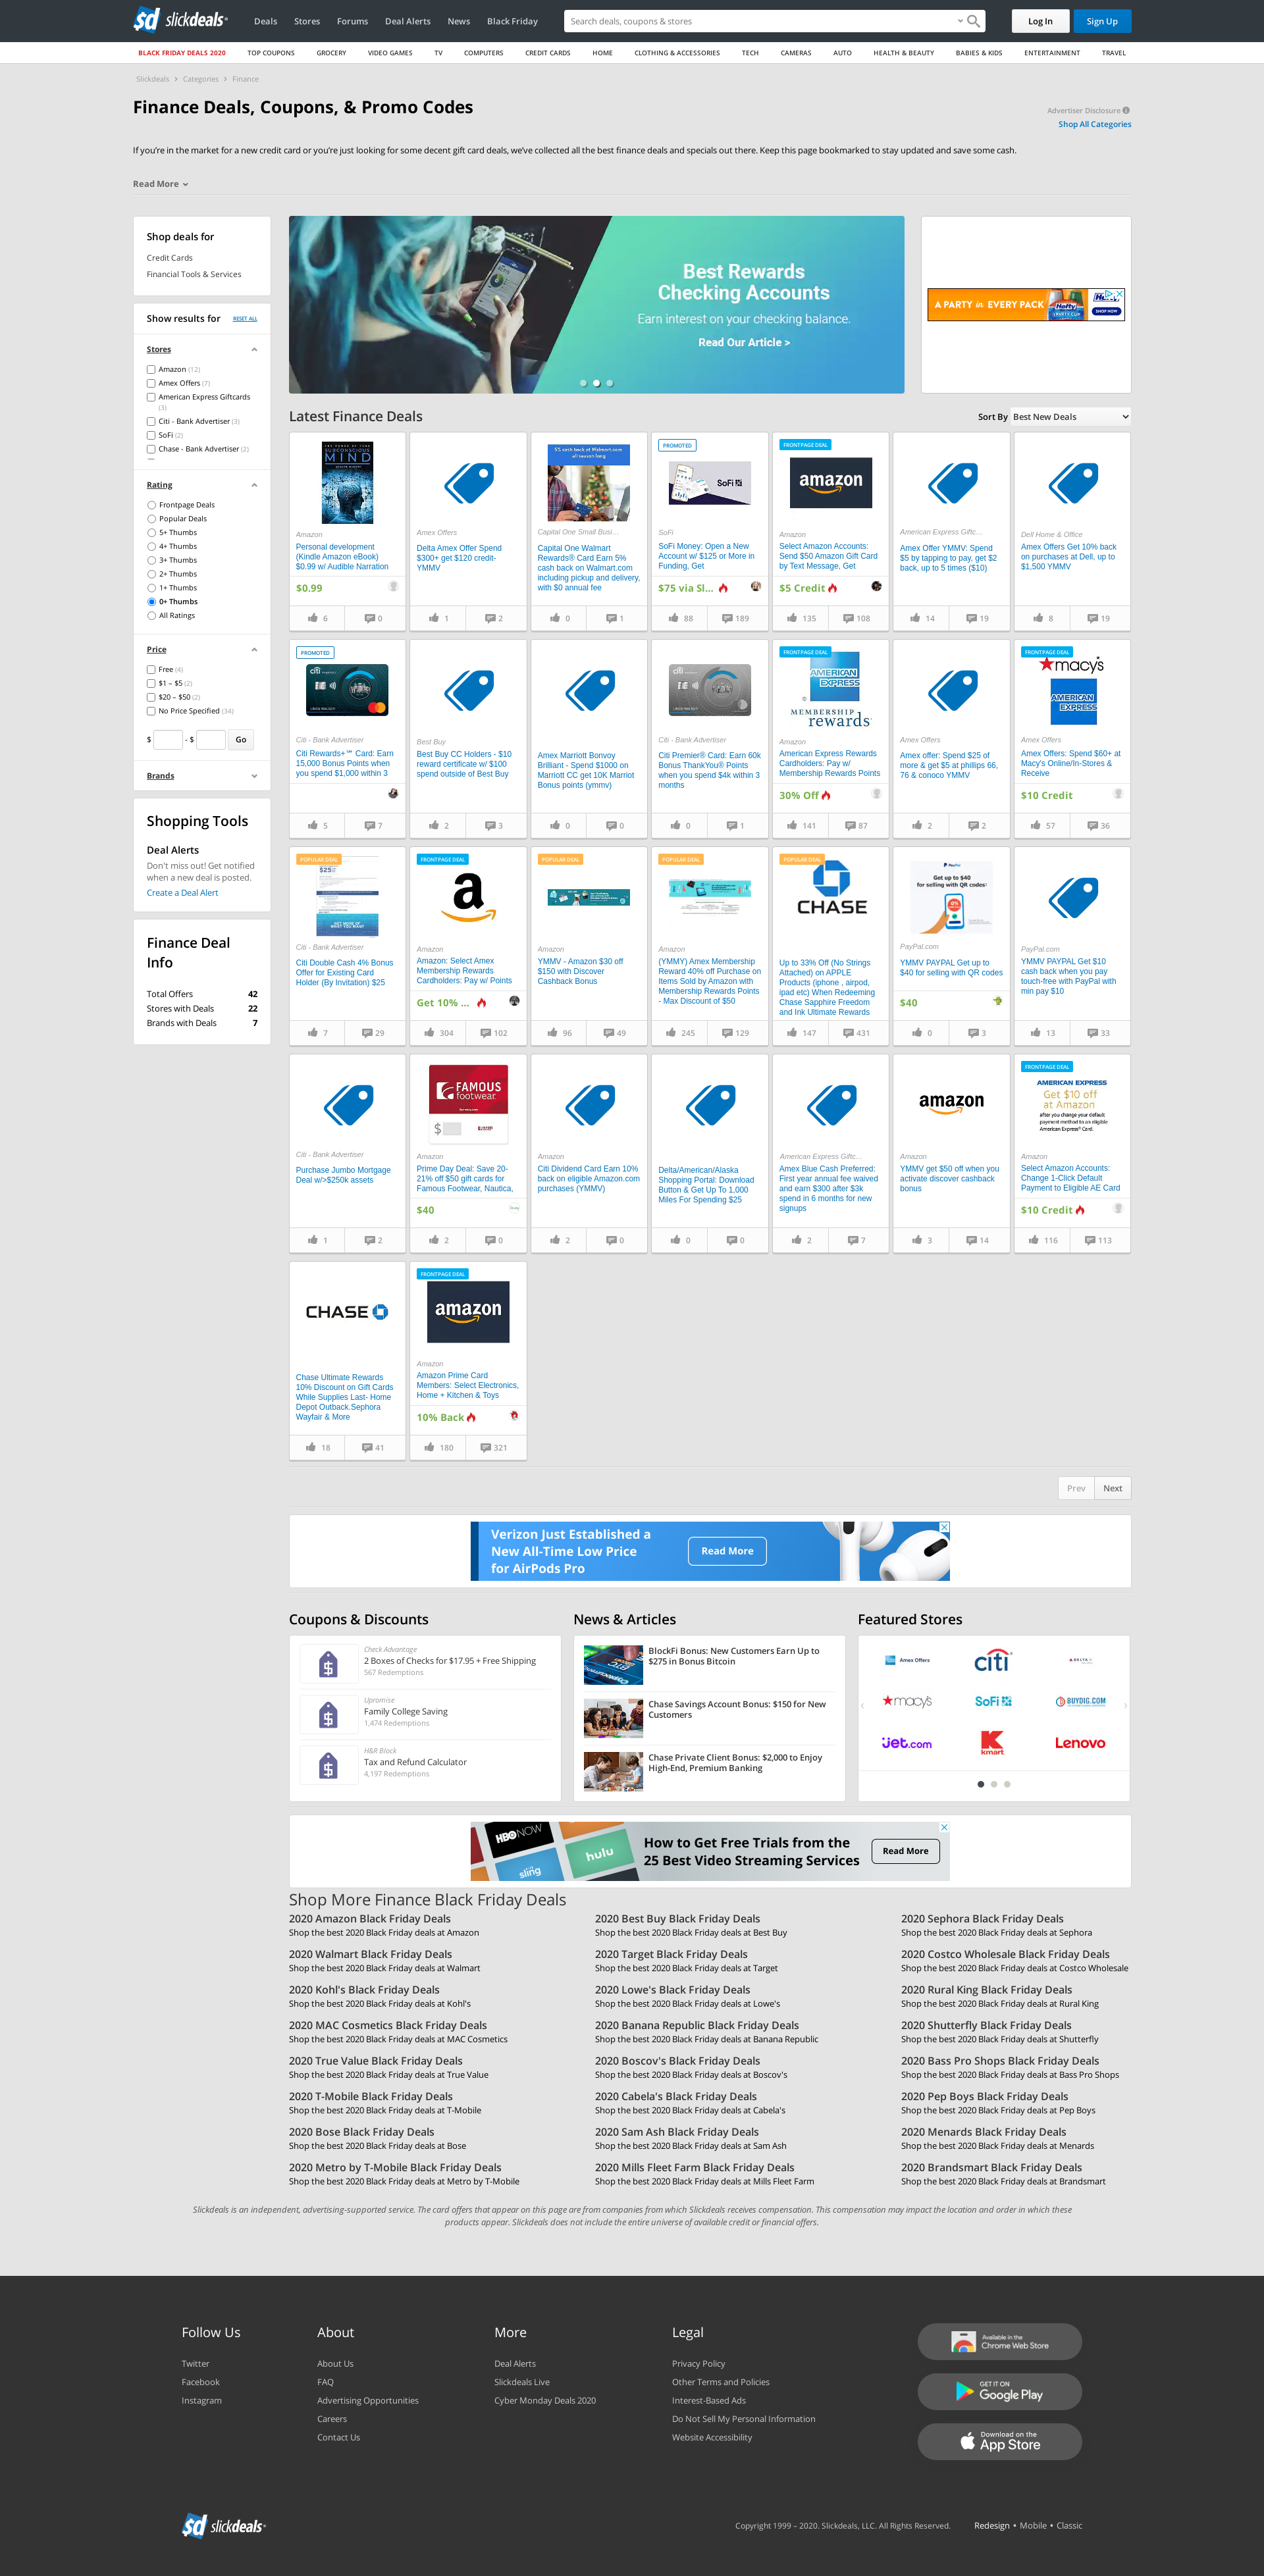 slickdeals
Deals
Stores
Forums
Deal Alerts
News
Black Friday
Search deals, coupons & stores
Log In
Sign Up
BLACK FRIDAY DEALS 2020
TOP COUPONS
GROCERY
VIDEO GAMES
TV
COMPUTERS
CREDIT CARDS
HOME
CLOTHING & ACCESSORIES
TECH
CAMERAS
AUTO
HEALTH & BEAUTY
BABIES & KIDS
ENTERTAINMENT
TRAVEL
Slickdeals > Categories > Finance
Finance Deals, Coupons, & Promo Codes
Advertiser Disclosure
Shop All Categories
If you're in the market for a new credit card or you're just looking for some decent gift card deals, we've collected all the best finance deals and specials out there. Keep this page bookmarked to stay updated and save some cash.
Read More
Shop deals for
Credit Cards
Financial Tools & Services
Show results for
RESET ALL
Stores
Amazon (12)
Amex Offers (7)
American Express Giftcards
(3)
Citi - Bank Advertiser (3)
SoFi (2)
Chase - Bank Advertiser (2)
Rating
Frontpage Deals
Popular Deals
5+ Thumbs
4+ Thumbs
3+ Thumbs
2+ Thumbs
1+ Thumbs
0+ Thumbs
All Ratings
Price
Free (4)
$1 – $5 (2)
$20 – $50 (2)
No Price Specified (34)
$ - $ Go
Brands
Shopping Tools
Deal Alerts
Don't miss out! Get notified
when a new deal is posted.
Create a Deal Alert
Finance Deal
Info
Total Offers 42
Stores with Deals 22
Brands with Deals 7
Best Rewards
Checking Accounts
Earn interest on your checking balance.
Read Our Article >
A PARTY in EVERY PACK
Hefty
SHOP NOW
Latest Finance Deals
Sort By Best New Deals
SUBCONSCIOUS
MIND
Amazon
Personal development
(Kindle Amazon eBook)
$0.99 w/ Audible Narration
$0.99
6 0
Amex Offers
Delta Amex Offer Spend
$300+ get $120 credit-
YMMV
1 2
5% cash back at Walmart.com
all season long
Capital One Small Busi...
Capital One Walmart
Rewards® Card Earn 5%
cash back on Walmart.com
including pickup and delivery,
with $0 annual fee
0 1
PROMOTED
SoFi
SoFi
SoFi Money: Open a New
Account w/ $125 or More in
Funding, Get
$75 via Sl...
88 189
FRONTPAGE DEAL
amazon
Amazon
Select Amazon Accounts:
Send $50 Amazon Gift Card
by Text Message, Get
$5 Credit
135 108
American Express Giftc...
Amex Offer YMMV: Spend
$5 by tapping to pay, get $2
back, up to 5 times ($10)
14 19
Dell Home & Office
Amex Offers Get 10% back
on purchases at Dell, up to
$1,500 YMMV
8 19
PROMOTED
citi
Citi - Bank Advertiser
Citi Rewards+℠ Card: Earn
15,000 Bonus Points when
you spend $1,000 within 3
5 7
Best Buy
Best Buy CC Holders - $10
reward certificate w/ $100
spend outside of Best Buy
2 3
Amex Marriott Bonvoy
Brilliant - Spend $1000 on
Marriott CC get 10K Marriot
Bonus points (ymmv)
0 0
citi
Citi - Bank Advertiser
Citi Premier® Card: Earn 60k
Bonus ThankYou® Points
when you spend $4k within 3
months
0 1
FRONTPAGE DEAL
AMERICAN EXPRESS
MEMBERSHIP
rewards
Amazon
American Express Rewards
Cardholders: Pay w/
Membership Rewards Points
30% Off
141 87
Amex Offers
Amex offer: Spend $25 of
more & get $5 at phillips 66,
76 & conoco YMMV
2 2
FRONTPAGE DEAL
macys
AMERICAN EXPRESS
Amex Offers
Amex Offers: Spend $60+ at
Macy's Online/In-Stores &
Receive
$10 Credit
57 36
POPULAR DEAL
$25
Citi - Bank Advertiser
Citi Double Cash 4% Bonus
Offer for Existing Card
Holder (By Invitation) $25
7 29
FRONTPAGE DEAL
a
Amazon
Amazon: Select Amex
Membership Rewards
Cardholders: Pay w/ Points
Get 10% ...
304 102
POPULAR DEAL
Amazon
YMMV - Amazon $30 off
$150 with Discover
Cashback Bonus
96 49
POPULAR DEAL
Amazon
(YMMY) Amex Membership
Reward 40% off Purchase on
Items Sold by Amazon with
Membership Rewards Points
- Max Discount of $50
245 129
POPULAR DEAL
CHASE
Up to 33% Off (No Strings
Attached) on APPLE
Products (iphone , airpod,
ipad etc) When Redeeming
Chase Sapphire Freedom
and Ink Ultimate Rewards
147 431
PayPal
Get up to $40
for selling with QR codes
PayPal.com
YMMV PAYPAL Get up to
$40 for selling with QR codes
$40
0 3
PayPal.com
YMMV PAYPAL Get $10
cash back when you pay
touch-free with PayPal with
min pay $10
13 33
Citi - Bank Advertiser
Purchase Jumbo Mortgage
Deal w/>$250k assets
1 2
FAMOUS
footwear
$
Amazon
Prime Day Deal: Save 20-
21% off $50 gift cards for
Famous Footwear, Nautica,
$40
2 0
Amazon
Citi Dividend Card Earn 10%
back on eligible Amazon.com
purchases (YMMV)
2 0
Delta/American/Alaska
Shopping Portal: Download
Button & Get Up To 1,000
Miles For Spending $25
0 0
American Express Giftc...
Amex Blue Cash Preferred:
First year annual fee waived
and earn $300 after $3k
spend in 6 months for new
signups
2 7
amazon
Amazon
YMMV get $50 off when you
activate discover cashback
bonus
3 14
FRONTPAGE DEAL
AMERICAN EXPRESS
Get $10 off
at Amazon
after you change your default
payment method to an eligible
American Express® Card.
Amazon
Select Amazon Accounts:
Change 1-Click Default
Payment to Eligible AE Card
$10 Credit
116 113
CHASE
Chase Ultimate Rewards
10% Discount on Gift Cards
While Supplies Last- Home
Depot Outback.Sephora
Wayfair & More
18 41
FRONTPAGE DEAL
amazon
Amazon
Amazon Prime Card
Members: Select Electronics,
Home + Kitchen & Toys
10% Back
180 321
Prev Next
Verizon Just Established a
New All-Time Low Price
for AirPods Pro
Read More
Coupons & Discounts
Check Advantage
2 Boxes of Checks for $17.95 + Free Shipping
567 Redemptions
Upromise
Family College Saving
1,474 Redemptions
H&R Block
Tax and Refund Calculator
4,197 Redemptions
News & Articles
BlockFi Bonus: New Customers Earn Up to
$275 in Bonus Bitcoin
Chase Savings Account Bonus: $150 for New
Customers
Chase Private Client Bonus: $2,000 to Enjoy
High-End, Premium Banking
Featured Stores
Amex Offers
citi
DELTA
macys
SoFi
BUYDIG.COM
jet.com
kmart
Lenovo
HBO NOW
hulu
sling
How to Get Free Trials from the
25 Best Video Streaming Services
Read More
Shop More Finance Black Friday Deals
2020 Amazon Black Friday Deals
Shop the best 2020 Black Friday deals at Amazon
2020 Best Buy Black Friday Deals
Shop the best 2020 Black Friday deals at Best Buy
2020 Sephora Black Friday Deals
Shop the best 2020 Black Friday deals at Sephora
2020 Walmart Black Friday Deals
Shop the best 2020 Black Friday deals at Walmart
2020 Target Black Friday Deals
Shop the best 2020 Black Friday deals at Target
2020 Costco Wholesale Black Friday Deals
Shop the best 2020 Black Friday deals at Costco Wholesale
2020 Kohl's Black Friday Deals
Shop the best 2020 Black Friday deals at Kohl's
2020 Lowe's Black Friday Deals
Shop the best 2020 Black Friday deals at Lowe's
2020 Rural King Black Friday Deals
Shop the best 2020 Black Friday deals at Rural King
2020 MAC Cosmetics Black Friday Deals
Shop the best 2020 Black Friday deals at MAC Cosmetics
2020 Banana Republic Black Friday Deals
Shop the best 2020 Black Friday deals at Banana Republic
2020 Shutterfly Black Friday Deals
Shop the best 2020 Black Friday deals at Shutterfly
2020 True Value Black Friday Deals
Shop the best 2020 Black Friday deals at True Value
2020 Boscov's Black Friday Deals
Shop the best 2020 Black Friday deals at Boscov's
2020 Bass Pro Shops Black Friday Deals
Shop the best 2020 Black Friday deals at Bass Pro Shops
2020 T-Mobile Black Friday Deals
Shop the best 2020 Black Friday deals at T-Mobile
2020 Cabela's Black Friday Deals
Shop the best 2020 Black Friday deals at Cabela's
2020 Pep Boys Black Friday Deals
Shop the best 2020 Black Friday deals at Pep Boys
2020 Bose Black Friday Deals
Shop the best 2020 Black Friday deals at Bose
2020 Sam Ash Black Friday Deals
Shop the best 2020 Black Friday deals at Sam Ash
2020 Menards Black Friday Deals
Shop the best 2020 Black Friday deals at Menards
2020 Metro by T-Mobile Black Friday Deals
Shop the best 2020 Black Friday deals at Metro by T-Mobile
2020 Mills Fleet Farm Black Friday Deals
Shop the best 2020 Black Friday deals at Mills Fleet Farm
2020 Brandsmart Black Friday Deals
Shop the best 2020 Black Friday deals at Brandsmart
Slickdeals is an independent, advertising-supported service. The card offers that appear on this page are from companies from which Slickdeals receives compensation. This compensation may impact the location and order in which these
products appear. Slickdeals does not include the entire universe of available credit or financial offers.
Follow Us
Twitter
Facebook
Instagram
About
About Us
FAQ
Advertising Opportunities
Careers
Contact Us
More
Deal Alerts
Slickdeals Live
Cyber Monday Deals 2020
Legal
Privacy Policy
Other Terms and Policies
Interest-Based Ads
Do Not Sell My Personal Information
Website Accessibility
Available in the
Chrome Web Store
GET IT ON
Google Play
Download on the
App Store
slickdeals
Copyright 1999 – 2020. Slickdeals, LLC. All Rights Reserved.
Redesign • Mobile • Classic